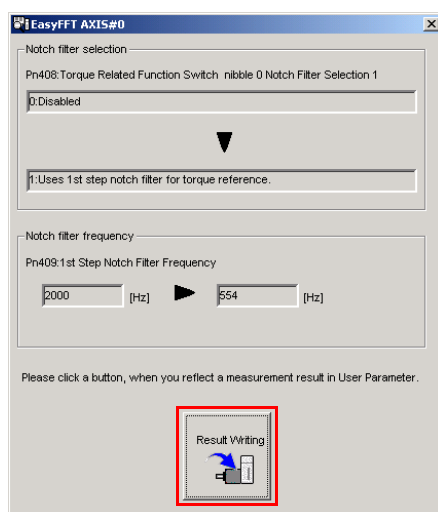 EasyFFT AXIS#0
Notch filter selection
Pn408:Torque Related Function Switch nibble 0 Notch Filter Selection 1
0:Disabled
1:Uses 1st step notch filter for torque reference.
Notch filter frequency
Pn409:1st Step Notch Filter Frequency
2000 [Hz] 554 [Hz]
Please click a button, when you reflect a measurement result in User Parameter.
Result Writing